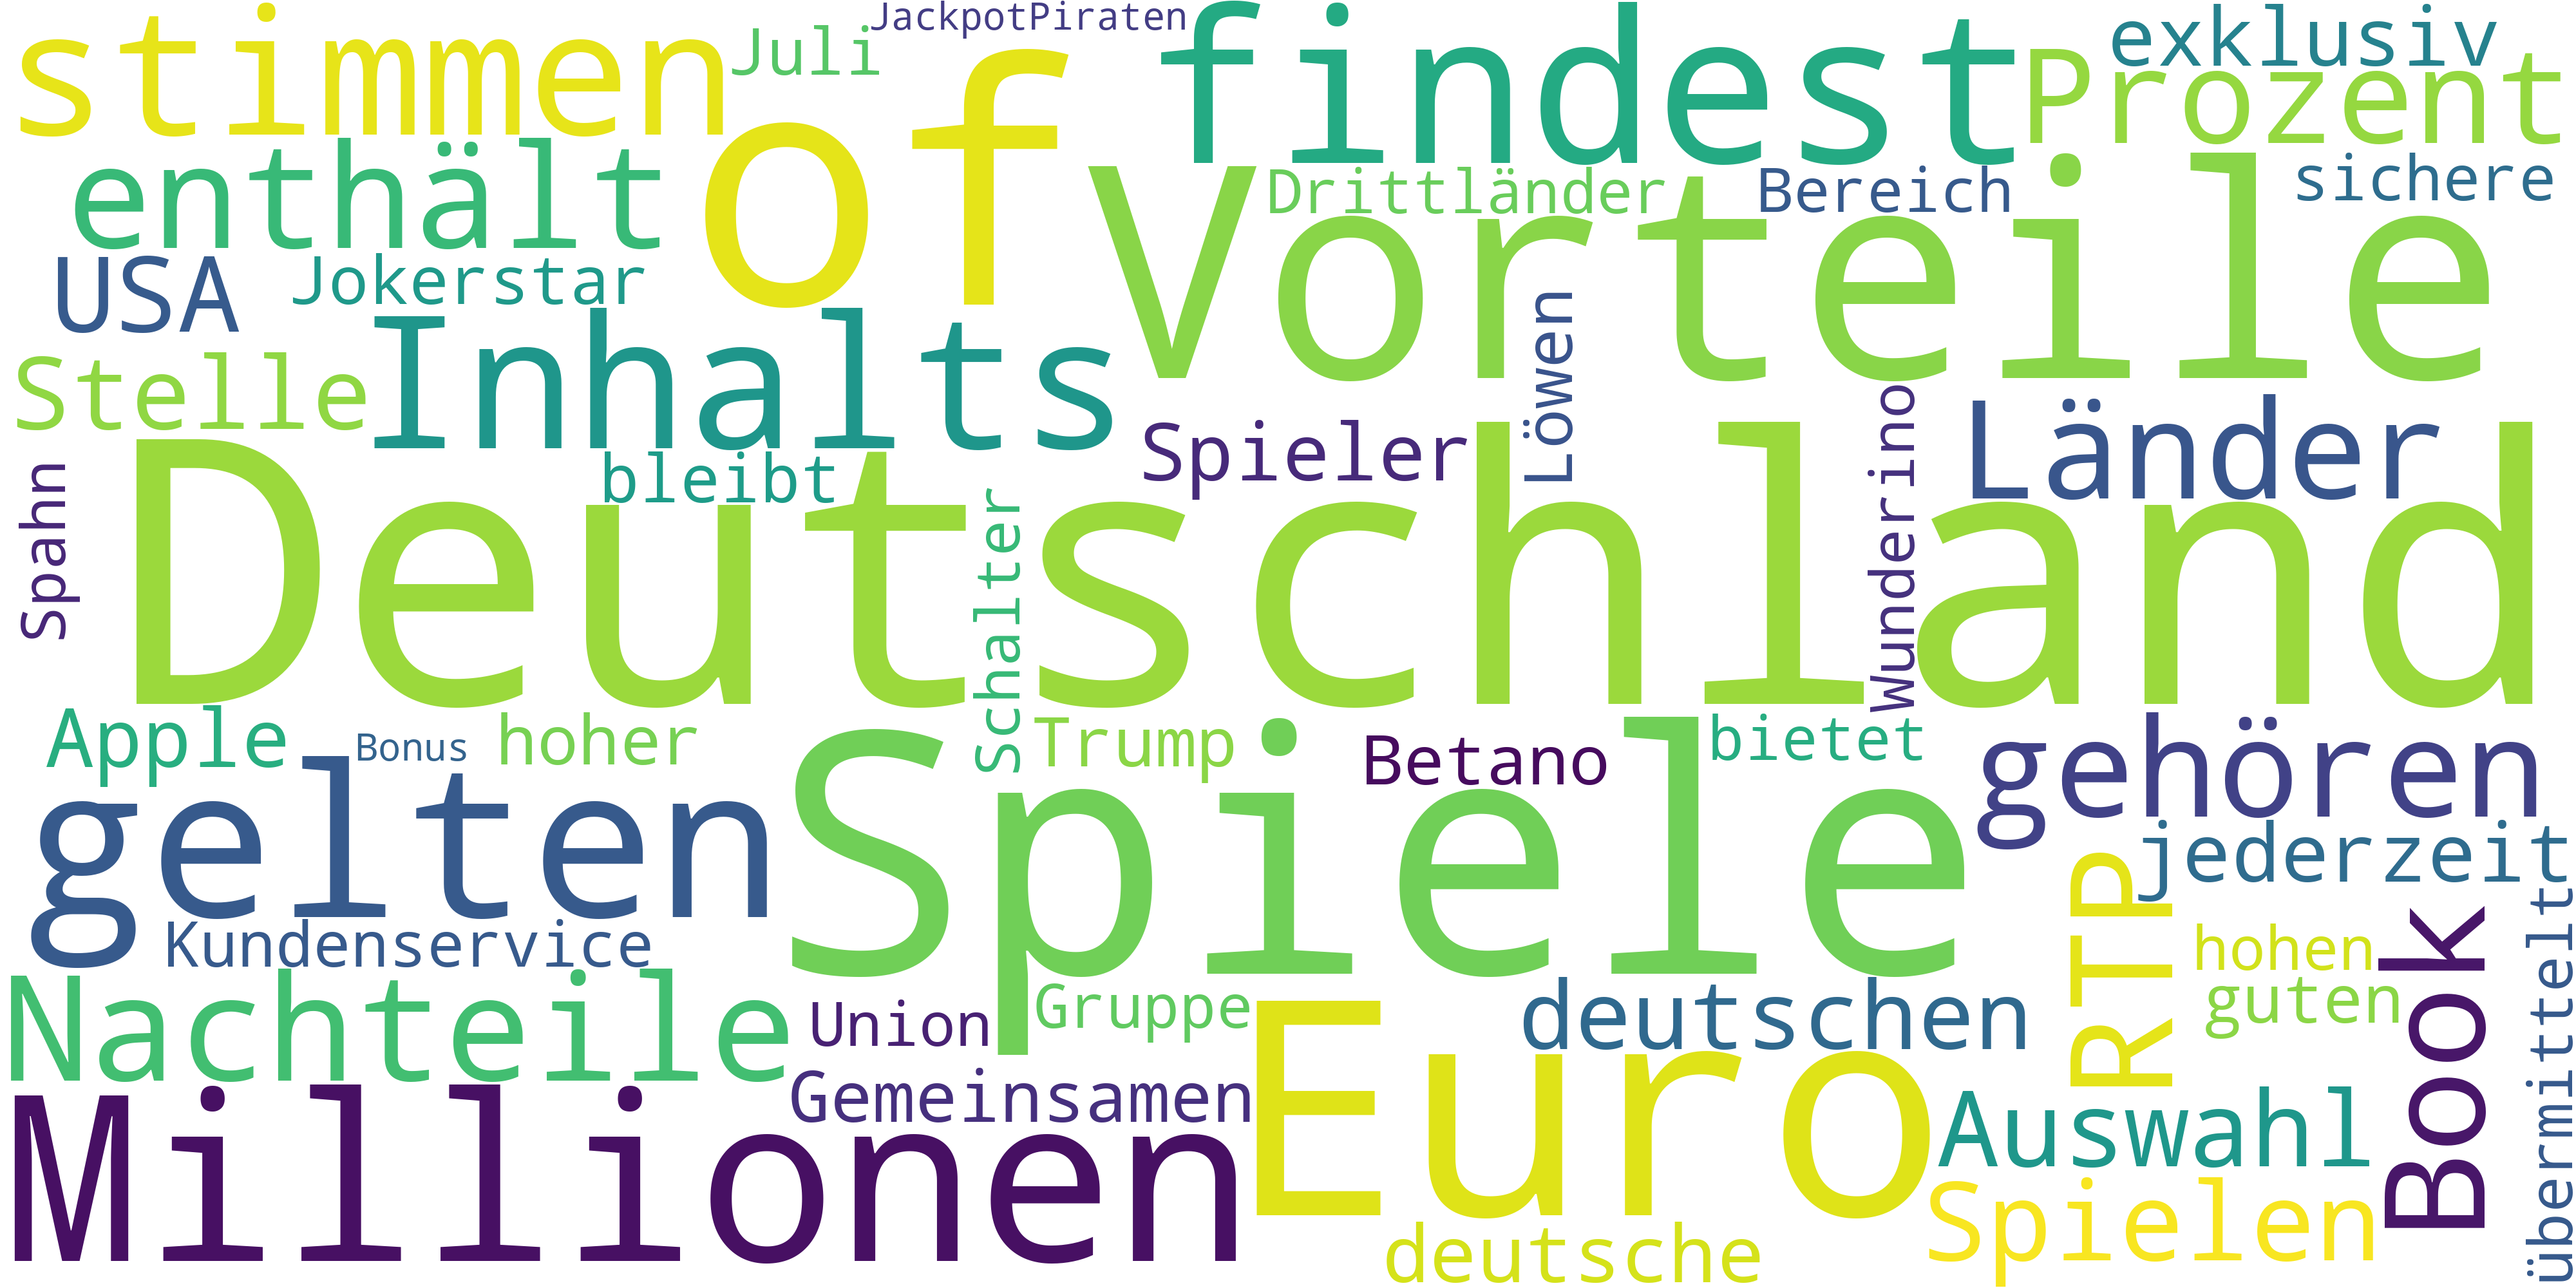 JackpotPiraten
stimmen
Juli
of
findest
exklusiv
Prozent
enthält
Vorteile
Drittländer
Bereich
sichere
USA
Jokerstar
Inhalts
Löwen
Stelle
Spieler
Wunderino
Länder
Deutschland
bleibt
Spahn
Schalter
Apple
Bonus
hoher
Trump
Betano
bietet
gehören
gelten
Spiele
jederzeit
RTP
Kundenservice
hohen
guten
Book
übermittelt
Nachteile
Union
Gruppe
deutschen
Euro
Gemeinsamen
Millionen
Auswahl
Spielen
deutsche